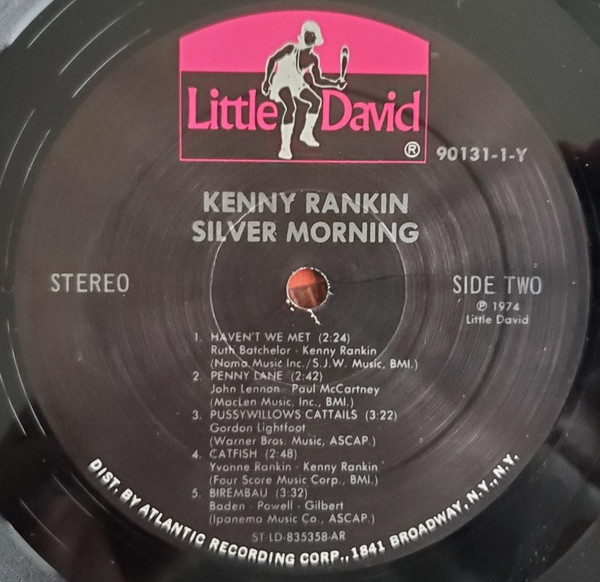 Little David ®
90131-1-Y
KENNY RANKIN
SILVER MORNING
STEREO
SIDE TWO
℗ 1974
Little David
1. HAVEN'T WE MET (2:24)
Ruth Batchelor - Kenny Rankin
(Noma Music Inc./S.J.W. Music, BMI.)
2. PENNY LANE (2:42)
John Lennon - Paul McCartney
(MacLen Music, Inc., BMI.)
3. PUSSYWILLOWS CATTAILS (3:22)
Gordon Lightfoot
(Warner Bros. Music, ASCAP.)
4. CATFISH (2:48)
Yvonne Rankin - Kenny Rankin
(Four Score Music Corp., BMI.)
5. BIREMBAU (3:32)
Baden - Powell - Gilbert
(Ipanema Music Co., ASCAP.)
ST-LD-835358-AR
DIST. BY ATLANTIC RECORDING CORP., 1841 BROADWAY, N.Y., N.Y.